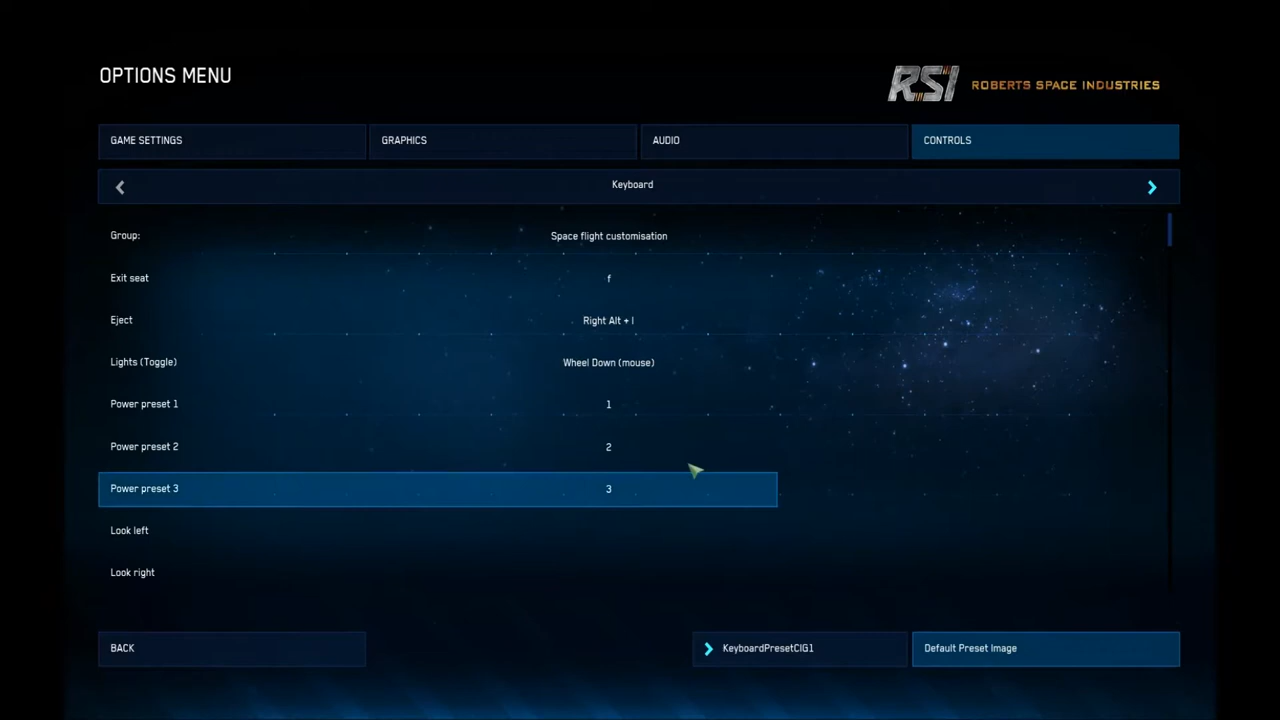 OPTIONS MENU
RSI ROBERTS SPACE INDUSTRIES
GAME SETTINGS
GRAPHICS
AUDIO
CONTROLS
Keyboard
Group: Space flight customisation
Exit seat f
Eject Right Alt + l
Lights (Toggle) Wheel Down (mouse)
Power preset 1 1
Power preset 2 2
Power preset 3 3
Look left
Look right
BACK
KeyboardPresetCIG1
Default Preset Image